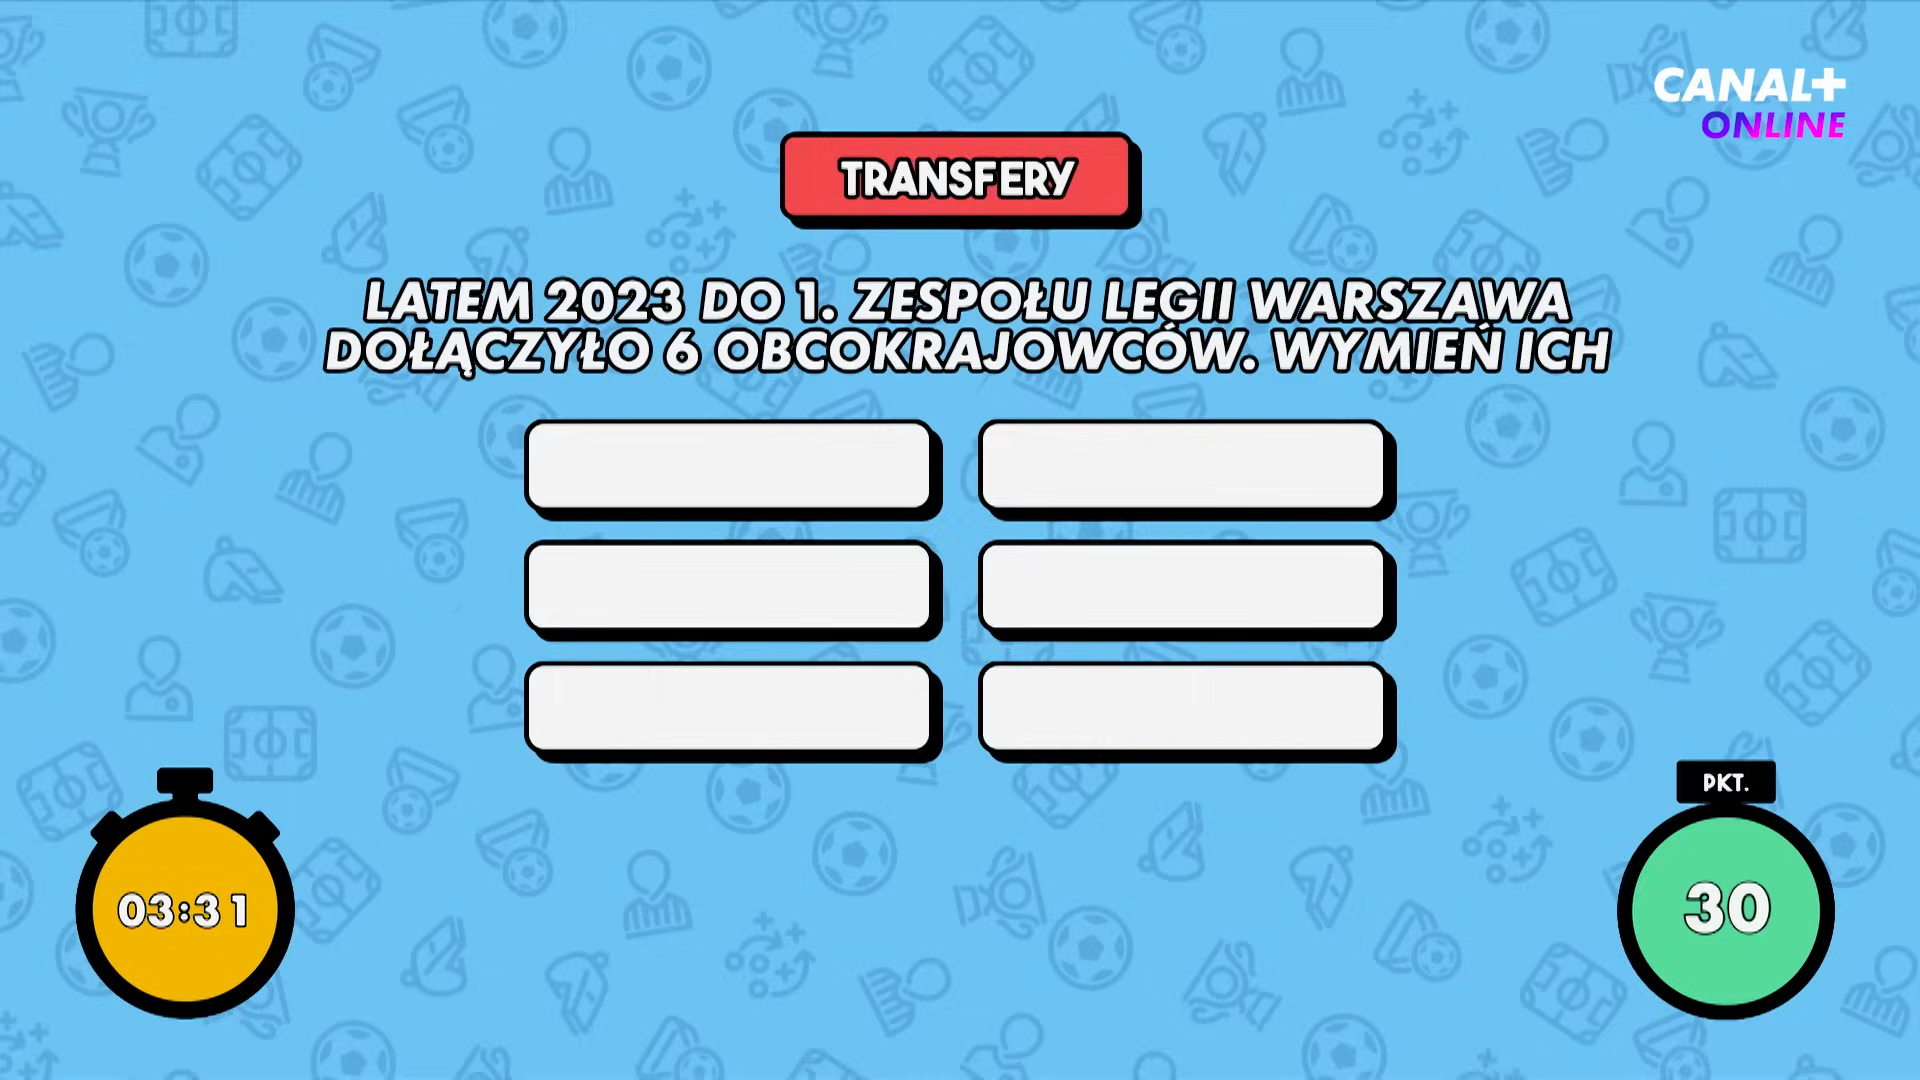 CANAL+
ONLINE
TRANSFERY
LATEM 2023 DO 1. ZESPOŁU LEGII WARSZAWA
DOŁĄCZYŁO 6 OBCOKRAJOWCÓW. WYMIEŃ ICH
03:31
PKT.
30